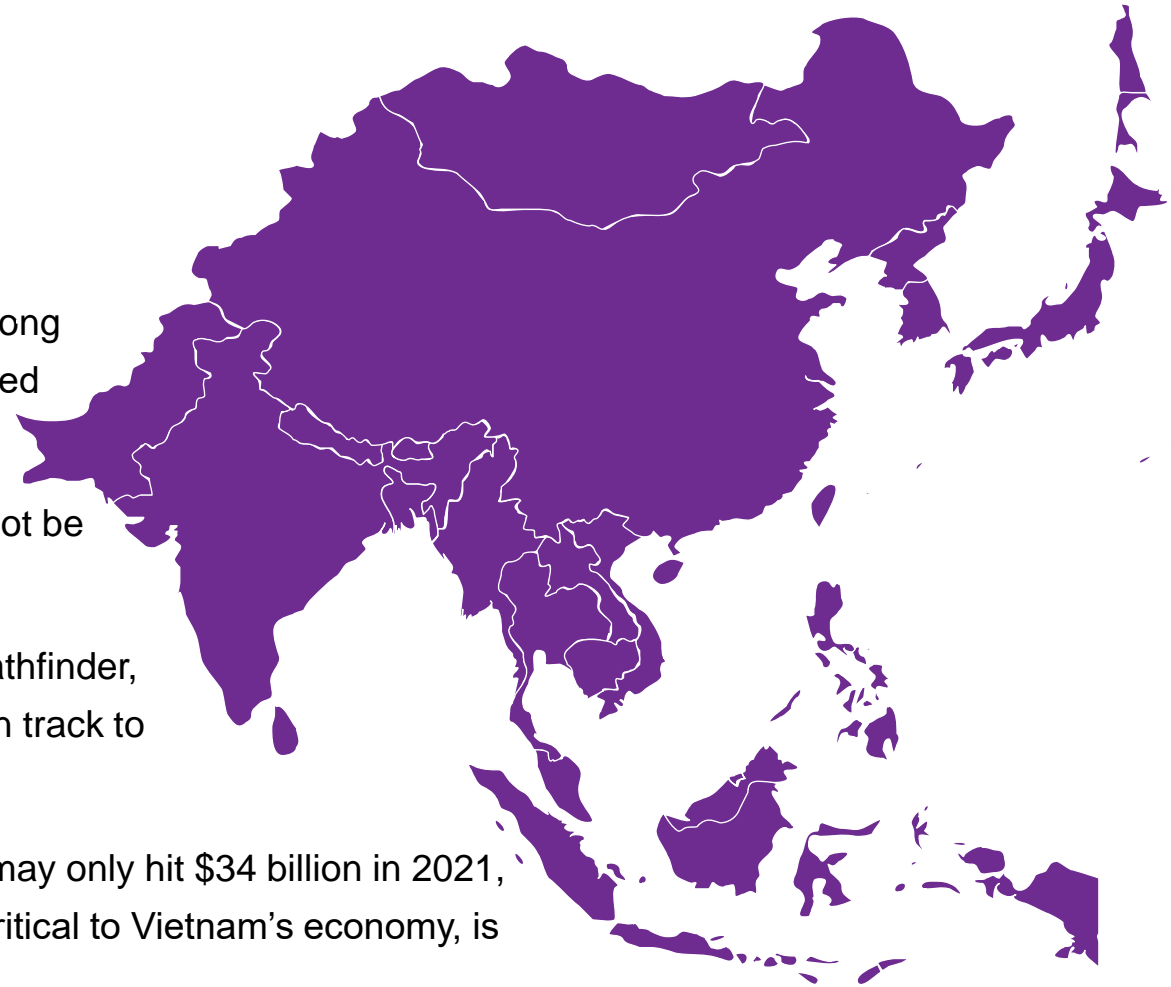 ong
ed
ot be
athfinder,
n track to
may only hit $34 billion in 2021,
ritical to Vietnam’s economy, is